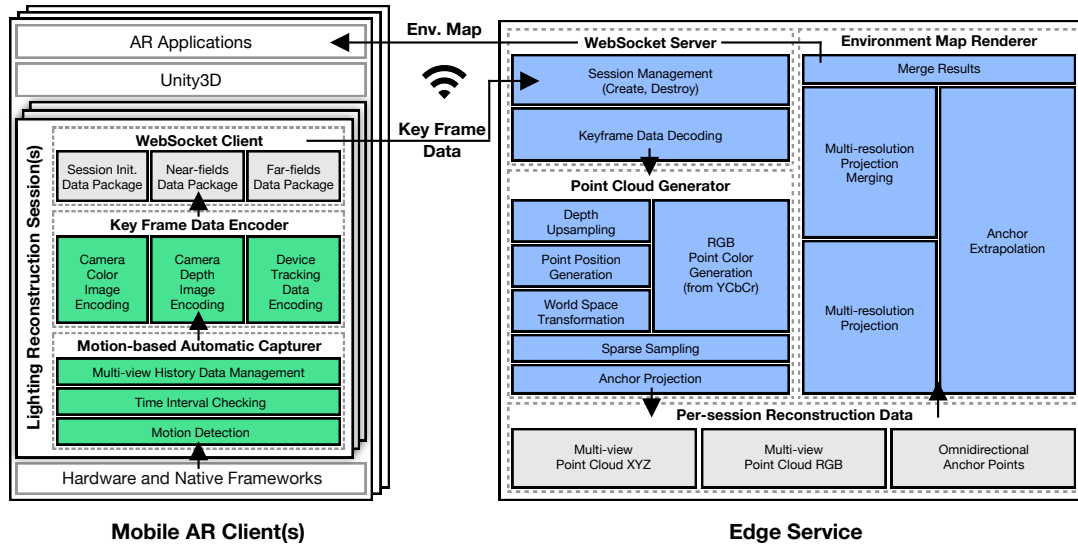 AR Applications
Unity3D
Lighting Reconstruction Session(s)
WebSocket Client
Session Init.
Data Package
Near-fields
Data Package
Far-fields
Data Package
Key Frame Data Encoder
Camera
Color
Image
Encoding
Camera
Depth
Image
Encoding
Device
Tracking
Data
Encoding
Motion-based Automatic Capturer
Multi-view History Data Management
Time Interval Checking
Motion Detection
Hardware and Native Frameworks
Mobile AR Client(s)
Env. Map
Key Frame
Data
WebSocket Server
Session Management
(Create, Destroy)
Keyframe Data Decoding
Point Cloud Generator
Depth
Upsampling
Point Position
Generation
World Space
Transformation
RGB
Point Color
Generation
(from YCbCr)
Sparse Sampling
Anchor Projection
Environment Map Renderer
Merge Results
Multi-resolution
Projection
Merging
Multi-resolution
Projection
Anchor
Extrapolation
Per-session Reconstruction Data
Multi-view
Point Cloud XYZ
Multi-view
Point Cloud RGB
Omnidirectional
Anchor Points
Edge Service